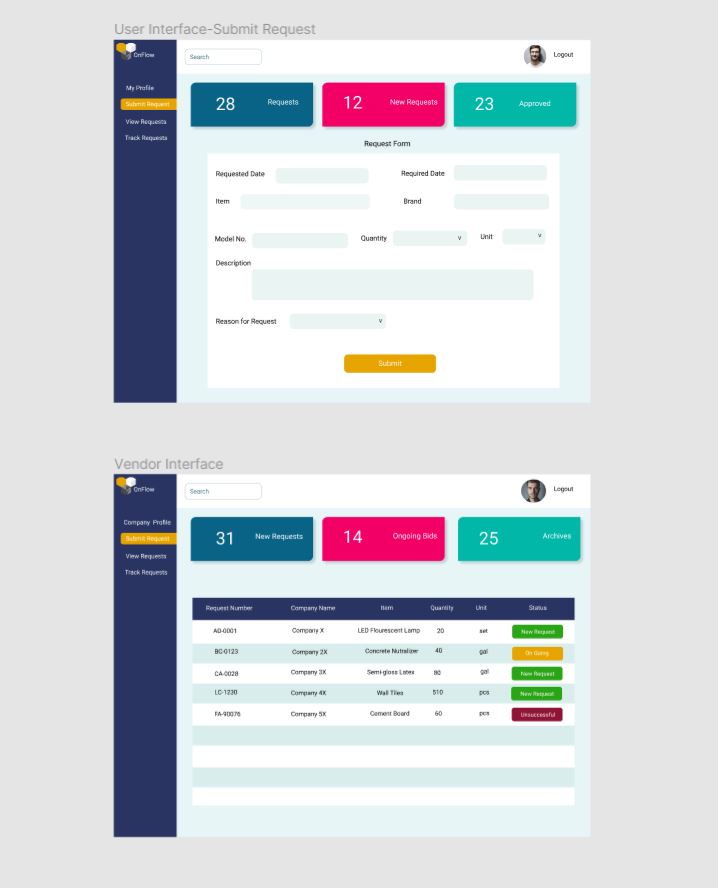 User Interface-Submit Request
OnFlow
Search
Logout
My Profile
Submit Request
View Requests
Track Requests
28 Requests
12 New Requests
23 Approved
Request Form
Requested Date
Required Date
Item
Brand
Model No.
Quantity v
Unit v
Description
Reason for Request v
Submit
Vendor Interface
OnFlow
Search
Logout
Company Profile
Submit Request
View Requests
Track Requests
31 New Requests
14 Ongoing Bids
25 Archives
Request Number Company Name Item Quantity Unit Status
AD-0001 Company X LED Flourescent Lamp 20 set New Request
BC-0123 Company 2X Concrete Nutralizer 40 gal On Going
CA-0028 Company 3X Semi-gloss Latex 80 gal New Request
LC-1230 Company 4X Wall Tiles 510 pcs New Request
FA-90076 Company 5X Cement Board 60 pcs Unsuccessful